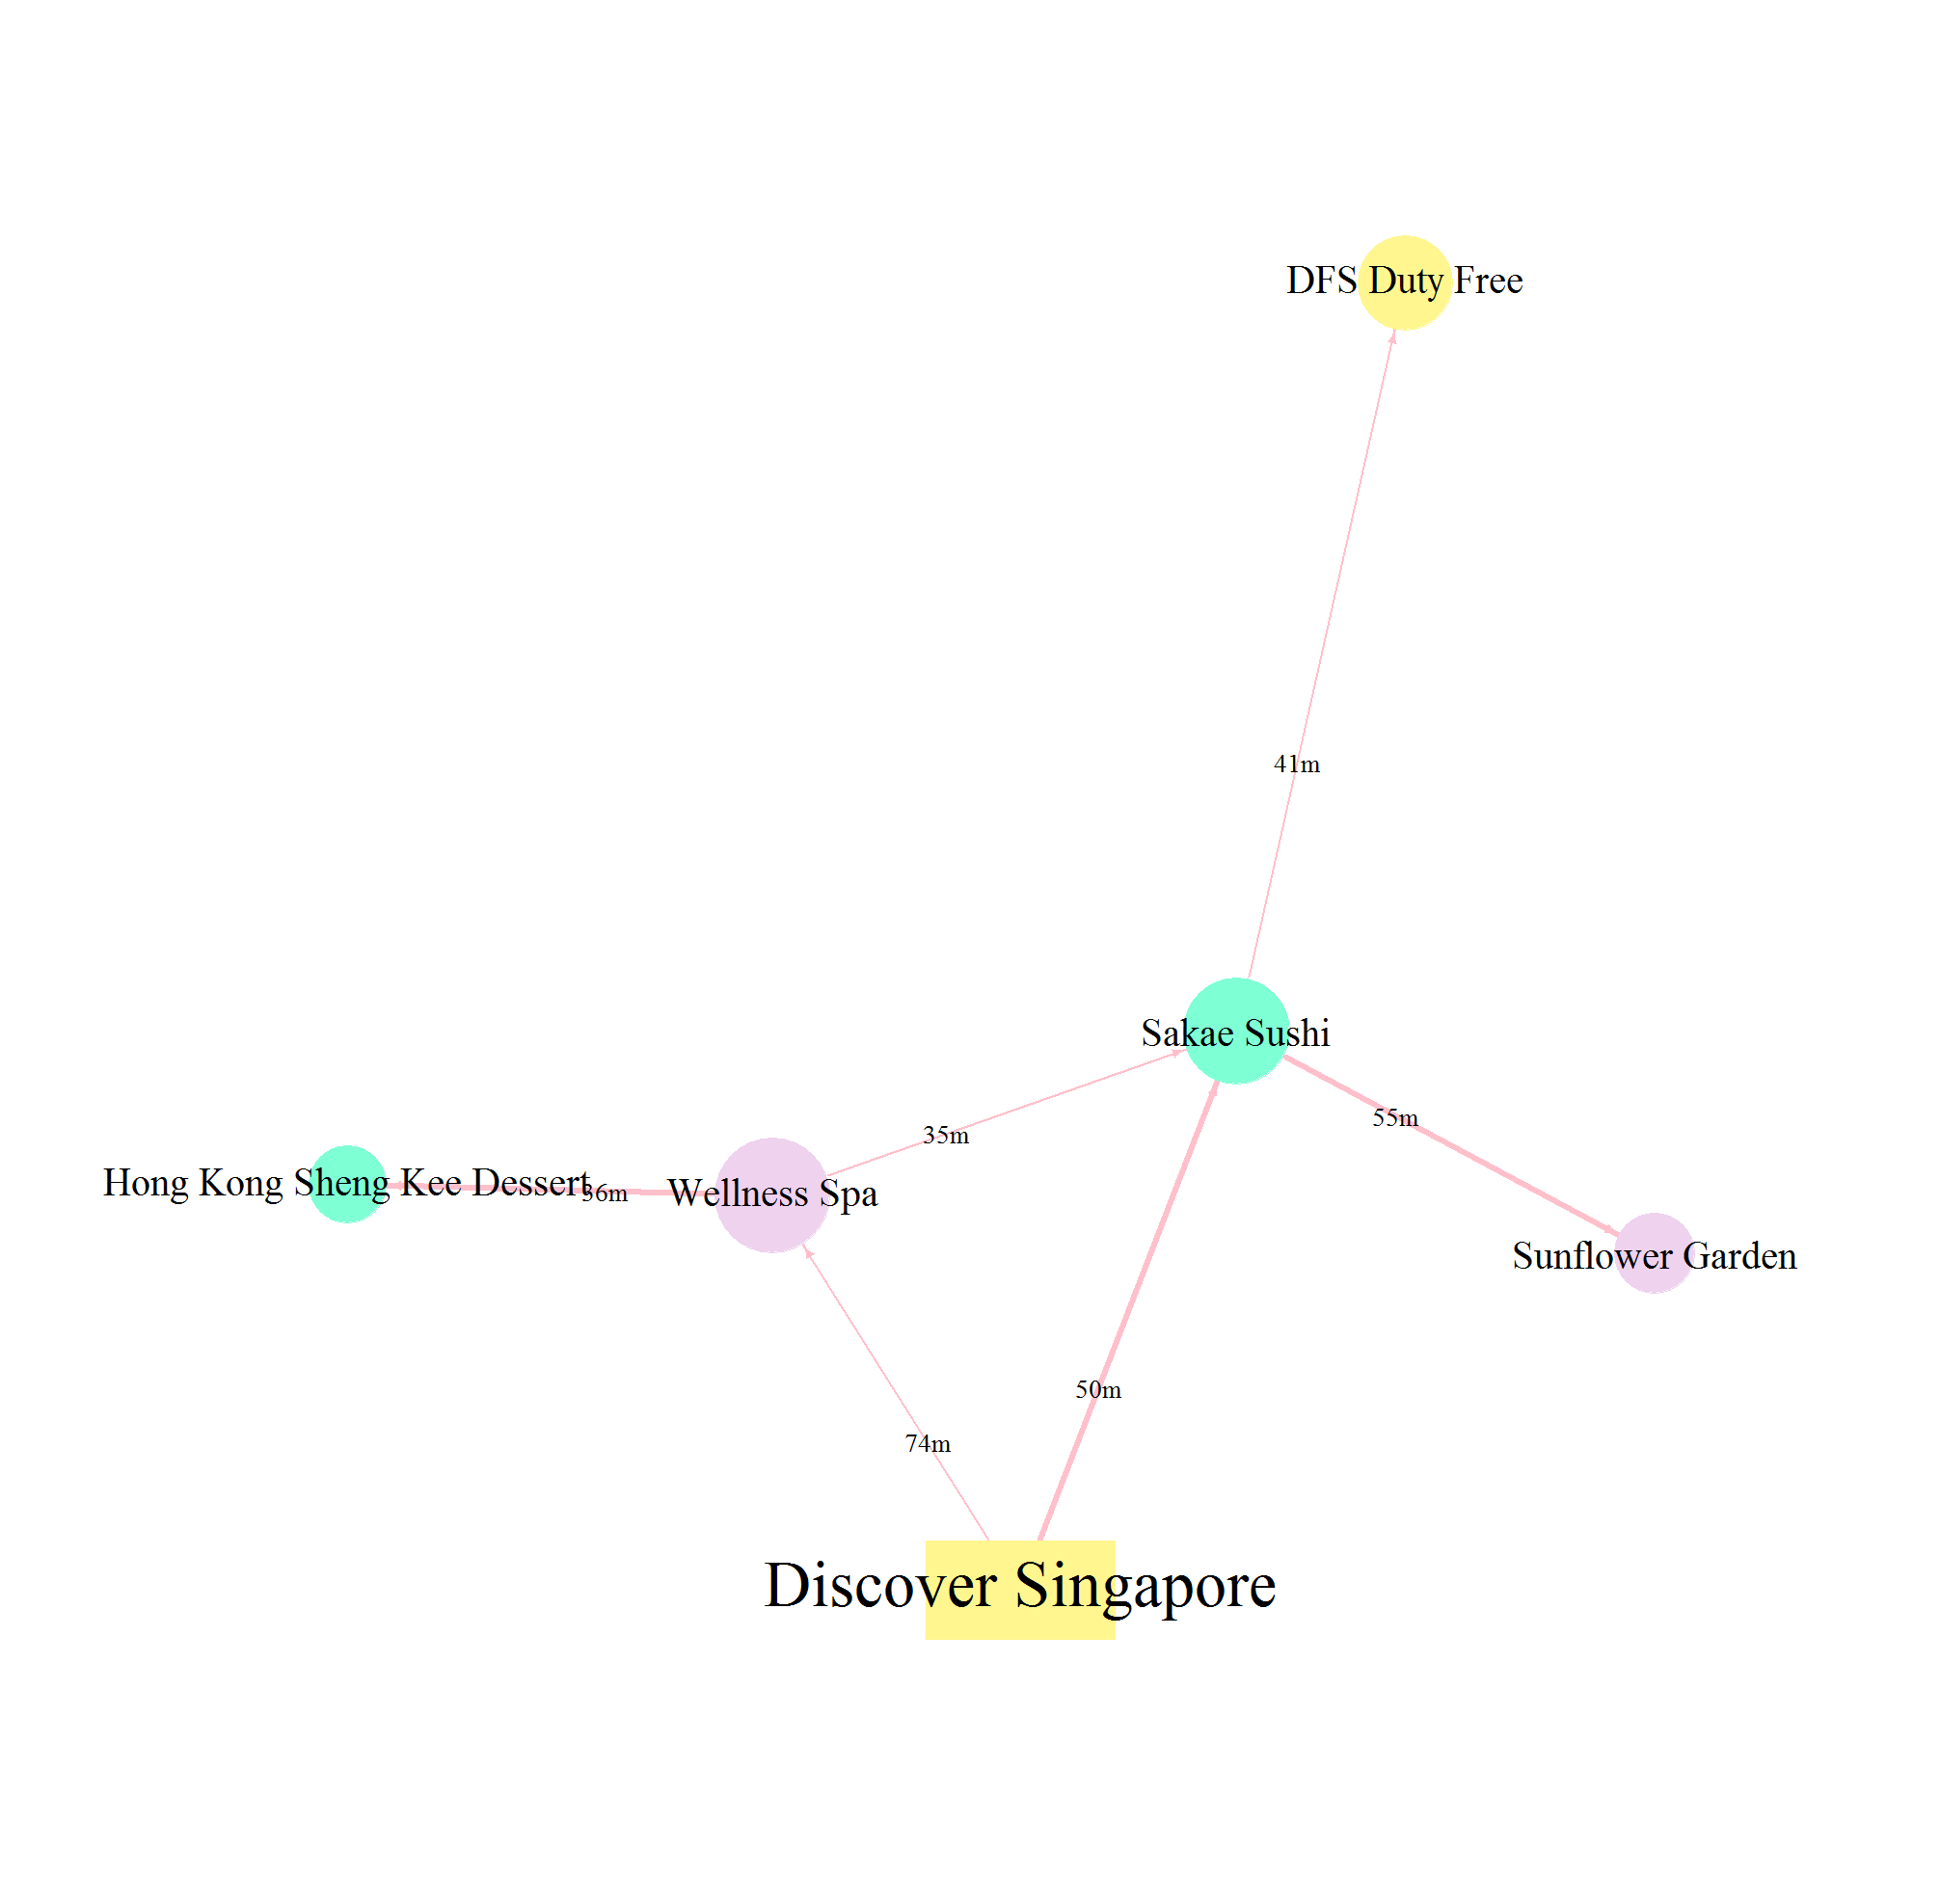 DFS Duty Free
41m
Sakae Sushi
35m
55m
Hong Kong Sheng Kee Dessert
36m
Wellness Spa
Sunflower Garden
50m
74m
Discover Singapore